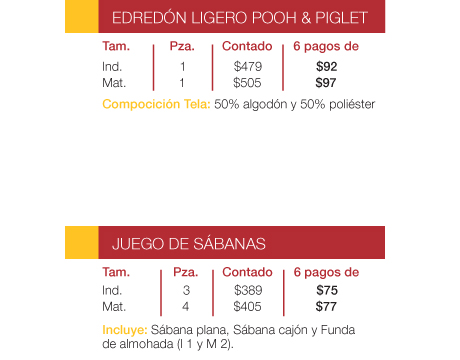 EDREDÓN LIGERO POOH & PIGLET
Tam. Pza. Contado 6 pagos de
Ind. 1 $479 $92
Mat. 1 $505 $97
Compocición Tela: 50% algodón y 50% poliéster
JUEGO DE SÁBANAS
Tam. Pza. Contado 6 pagos de
Ind. 3 $389 $75
Mat. 4 $405 $77
Incluye: Sábana plana, Sábana cajón y Funda
de almohada (I 1 y M 2).